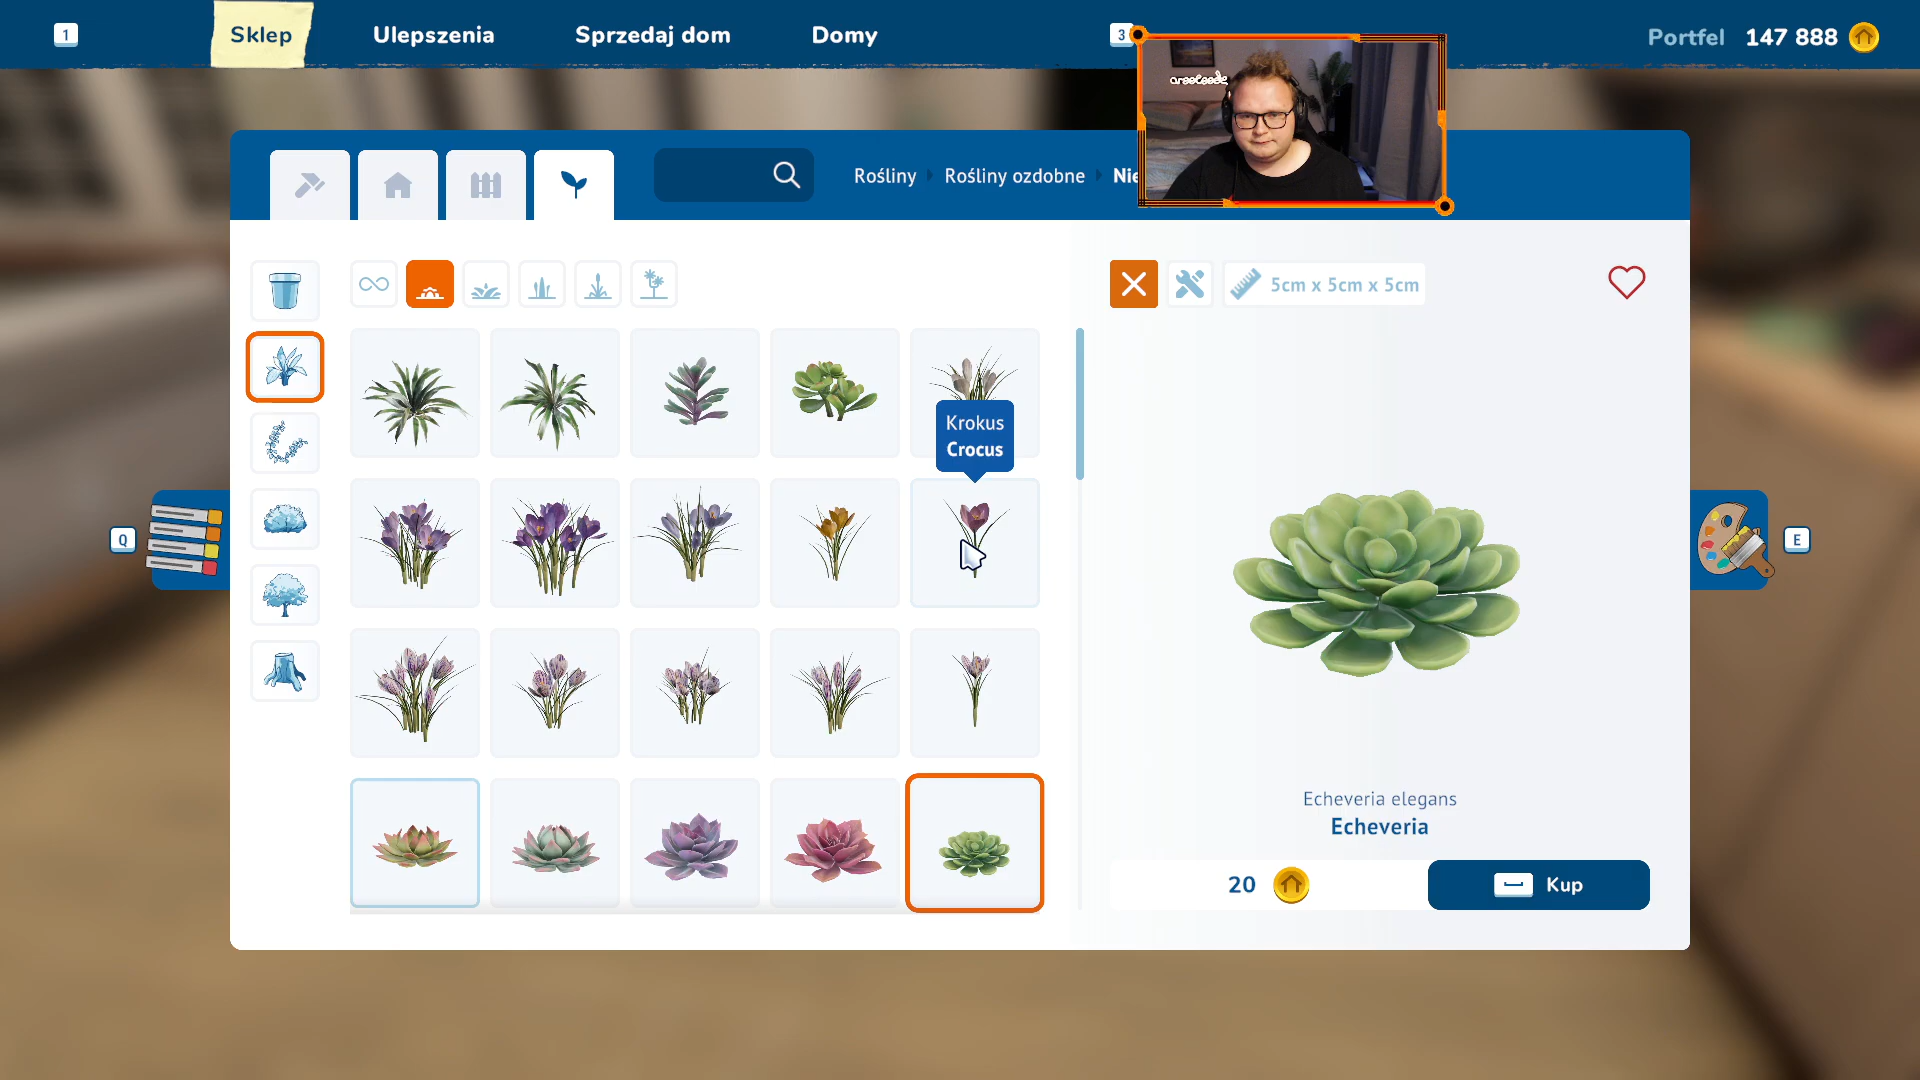 1
Sklep
Ulepszenia
Sprzedaj dom
Domy
3
Portfel 147 888
Rośliny
Rośliny ozdobne
Nie
5cm x 5cm x 5cm
Krokus
Crocus
Q
E
Echeveria elegans
Echeveria
20
Kup